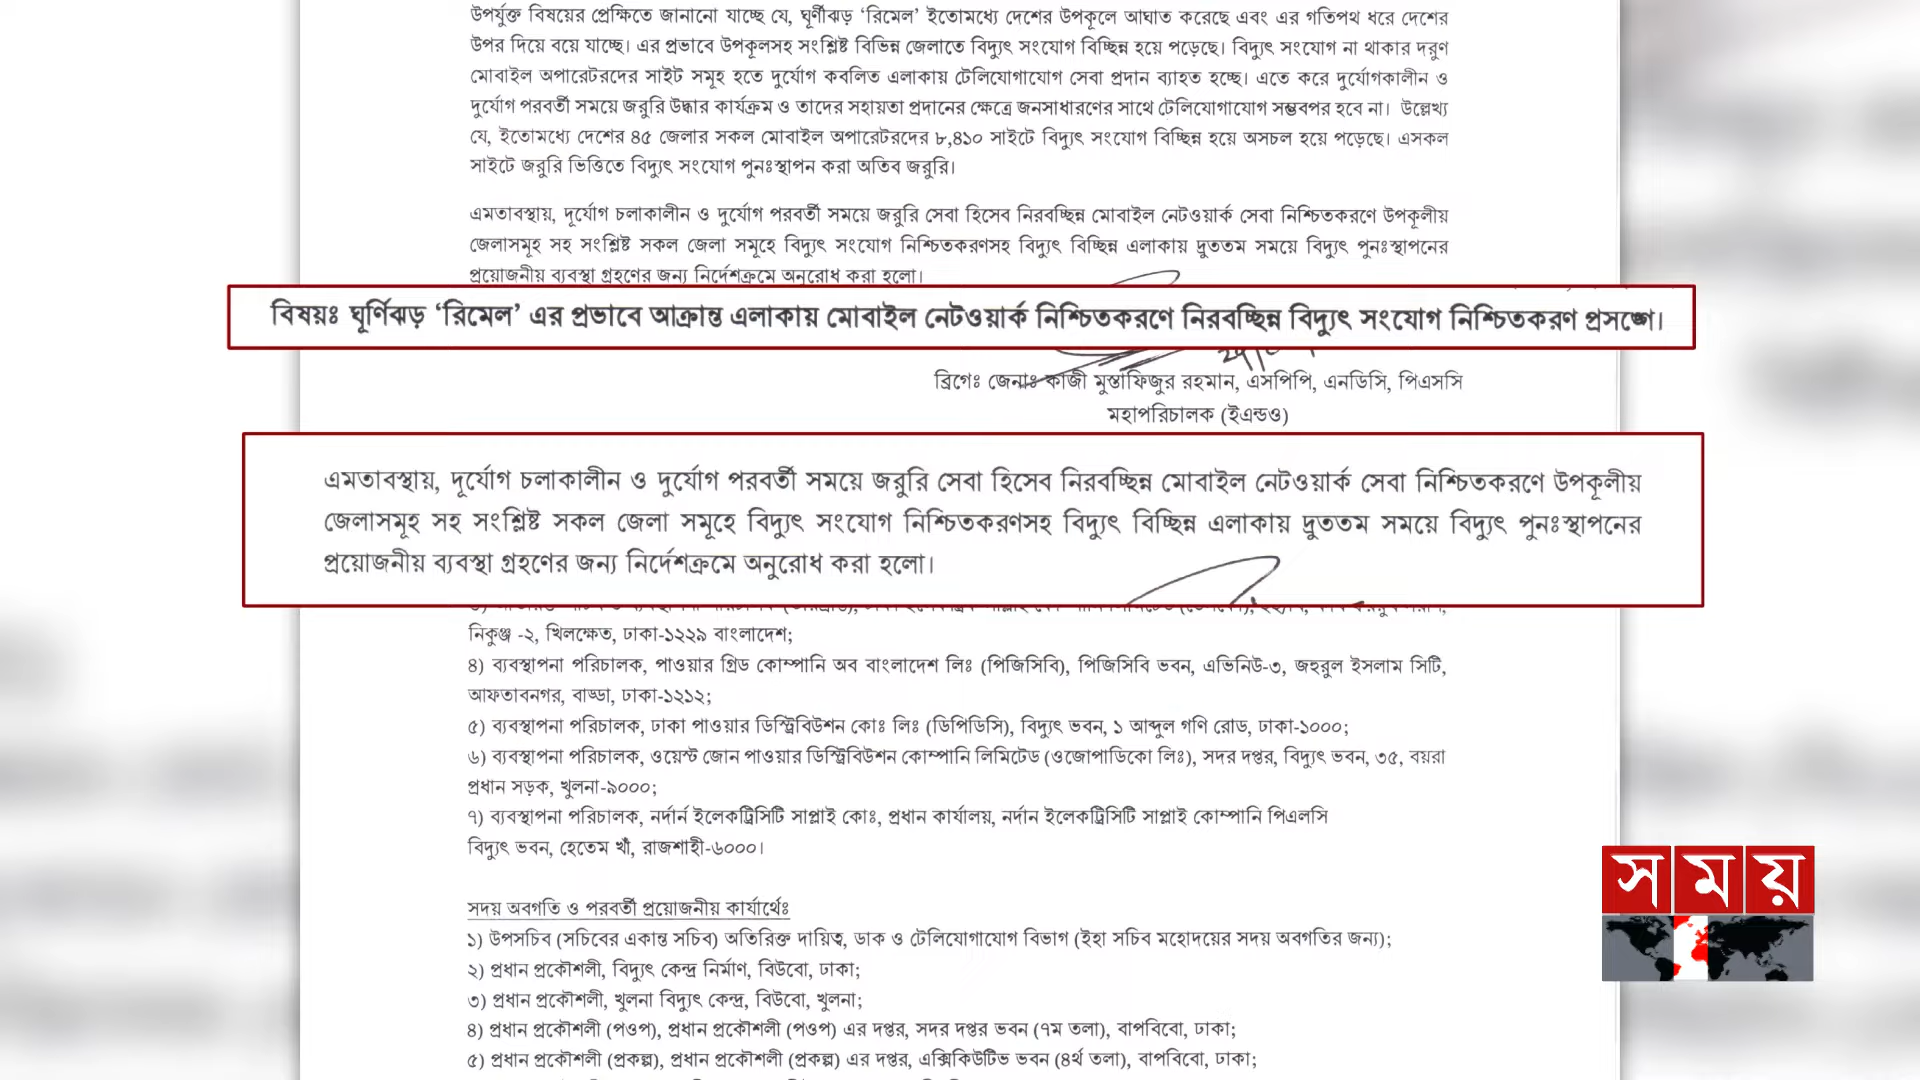 উপর্যুক্ত বিষয়ের প্রেক্ষিতে জানানো যাচ্ছে যে, ঘূর্ণীঝড় ‘রিমেল’ ইতোমধ্যে দেশের উপকূলে আঘাত করেছে এবং এর গতিপথ ধরে দেশের
উপর দিয়ে বয়ে যাচ্ছে। এর প্রভাবে উপকূলসহ সংশ্লিষ্ট বিভিন্ন জেলাতে বিদ্যুৎ সংযোগ বিচ্ছিন্ন হয়ে পড়েছে। বিদ্যুৎ সংযোগ না থাকার দরুণ
মোবাইল অপারেটরদের সাইট সমূহ হতে দুর্যোগ কবলিত এলাকায় টেলিযোগাযোগ সেবা প্রদান ব্যাহত হচ্ছে। এতে করে দুর্যোগকালীন ও
দুর্যোগ পরবর্তী সময়ে জরুরি উদ্ধার কার্যক্রম ও তাদের সহায়তা প্রদানের ক্ষেত্রে জনসাধারণের সাথে টেলিযোগাযোগ সম্ভবপর হবে না। উল্লেখ্য
যে, ইতোমধ্যে দেশের ৪৫ জেলার সকল মোবাইল অপারেটরদের ৮,৪১০ সাইটে বিদ্যুৎ সংযোগ বিচ্ছিন্ন হয়ে অসচল হয়ে পড়েছে। এসকল
সাইটে জরুরি ভিত্তিতে বিদ্যুৎ সংযোগ পুনঃস্থাপন করা অতিব জরুরি।
এমতাবস্থায়, দূর্যোগ চলাকালীন ও দুর্যোগ পরবর্তী সময়ে জরুরি সেবা হিসেব নিরবচ্ছিন্ন মোবাইল নেটওয়ার্ক সেবা নিশ্চিতকরণে উপকূলীয়
জেলাসমূহ সহ সংশ্লিষ্ট সকল জেলা সমূহে বিদ্যুৎ সংযোগ নিশ্চিতকরণসহ বিদ্যুৎ বিচ্ছিন্ন এলাকায় দ্রুততম সময়ে বিদ্যুৎ পুনঃস্থাপনের
প্রয়োজনীয় ব্যবস্থা গ্রহণের জন্য নির্দেশক্রমে অনুরোধ করা হলো।
বিষয়ঃ ঘূর্ণিঝড় ‘রিমেল’ এর প্রভাবে আক্রান্ত এলাকায় মোবাইল নেটওয়ার্ক নিশ্চিতকরণে নিরবচ্ছিন্ন বিদ্যুৎ সংযোগ নিশ্চিতকরণ প্রসঙ্গে।
ব্রিগেঃ জেনাঃ কাজী মুস্তাফিজুর রহমান, এসপিপি, এনডিসি, পিএসসি
মহাপরিচালক (ইএন্ডও)
এমতাবস্থায়, দূর্যোগ চলাকালীন ও দুর্যোগ পরবর্তী সময়ে জরুরি সেবা হিসেব নিরবচ্ছিন্ন মোবাইল নেটওয়ার্ক সেবা নিশ্চিতকরণে উপকূলীয়
জেলাসমূহ সহ সংশ্লিষ্ট সকল জেলা সমূহে বিদ্যুৎ সংযোগ নিশ্চিতকরণসহ বিদ্যুৎ বিচ্ছিন্ন এলাকায় দ্রুততম সময়ে বিদ্যুৎ পুনঃস্থাপনের
প্রয়োজনীয় ব্যবস্থা গ্রহণের জন্য নির্দেশক্রমে অনুরোধ করা হলো।
নিকুঞ্জ -২, খিলক্ষেত, ঢাকা-১২২৯ বাংলাদেশ;
৪) ব্যবস্থাপনা পরিচালক, পাওয়ার গ্রিড কোম্পানি অব বাংলাদেশ লিঃ (পিজিসিবি), পিজিসিবি ভবন, এভিনিউ-৩, জহুরুল ইসলাম সিটি,
আফতাবনগর, বাড্ডা, ঢাকা-১২১২;
৫) ব্যবস্থাপনা পরিচালক, ঢাকা পাওয়ার ডিস্ট্রিবিউশন কোঃ লিঃ (ডিপিডিসি), বিদ্যুৎ ভবন, ১ আব্দুল গণি রোড, ঢাকা-১০০০;
৬) ব্যবস্থাপনা পরিচালক, ওয়েস্ট জোন পাওয়ার ডিস্ট্রিবিউশন কোম্পানি লিমিটেড (ওজোপাডিকো লিঃ), সদর দপ্তর, বিদ্যুৎ ভবন, ৩৫, বয়রা
প্রধান সড়ক, খুলনা-৯০০০;
৭) ব্যবস্থাপনা পরিচালক, নর্দার্ন ইলেকট্রিসিটি সাপ্লাই কোঃ, প্রধান কার্যালয়, নর্দান ইলেকট্রিসিটি সাপ্লাই কোম্পানি পিএলসি
বিদ্যুৎ ভবন, হেতেম খাঁ, রাজশাহী-৬০০০।
সদয় অবগতি ও পরবর্তী প্রয়োজনীয় কার্যার্থেঃ
১) উপসচিব (সচিবের একান্ত সচিব) অতিরিক্ত দায়িত্ব, ডাক ও টেলিযোগাযোগ বিভাগ (ইহা সচিব মহোদয়ের সদয় অবগতির জন্য);
২) প্রধান প্রকৌশলী, বিদ্যুৎ কেন্দ্র নির্মাণ, বিউবো, ঢাকা;
৩) প্রধান প্রকৌশলী, খুলনা বিদ্যুৎ কেন্দ্র, বিউবো, খুলনা;
৪) প্রধান প্রকৌশলী (পওপ), প্রধান প্রকৌশলী (পওপ) এর দপ্তর, সদর দপ্তর ভবন (৭ম তলা), বাপবিবো, ঢাকা;
৫) প্রধান প্রকৌশলী (প্রকল্প), প্রধান প্রকৌশলী (প্রকল্প) এর দপ্তর, এক্সিকিউটিভ ভবন (৪র্থ তলা), বাপবিবো, ঢাকা;
সময়